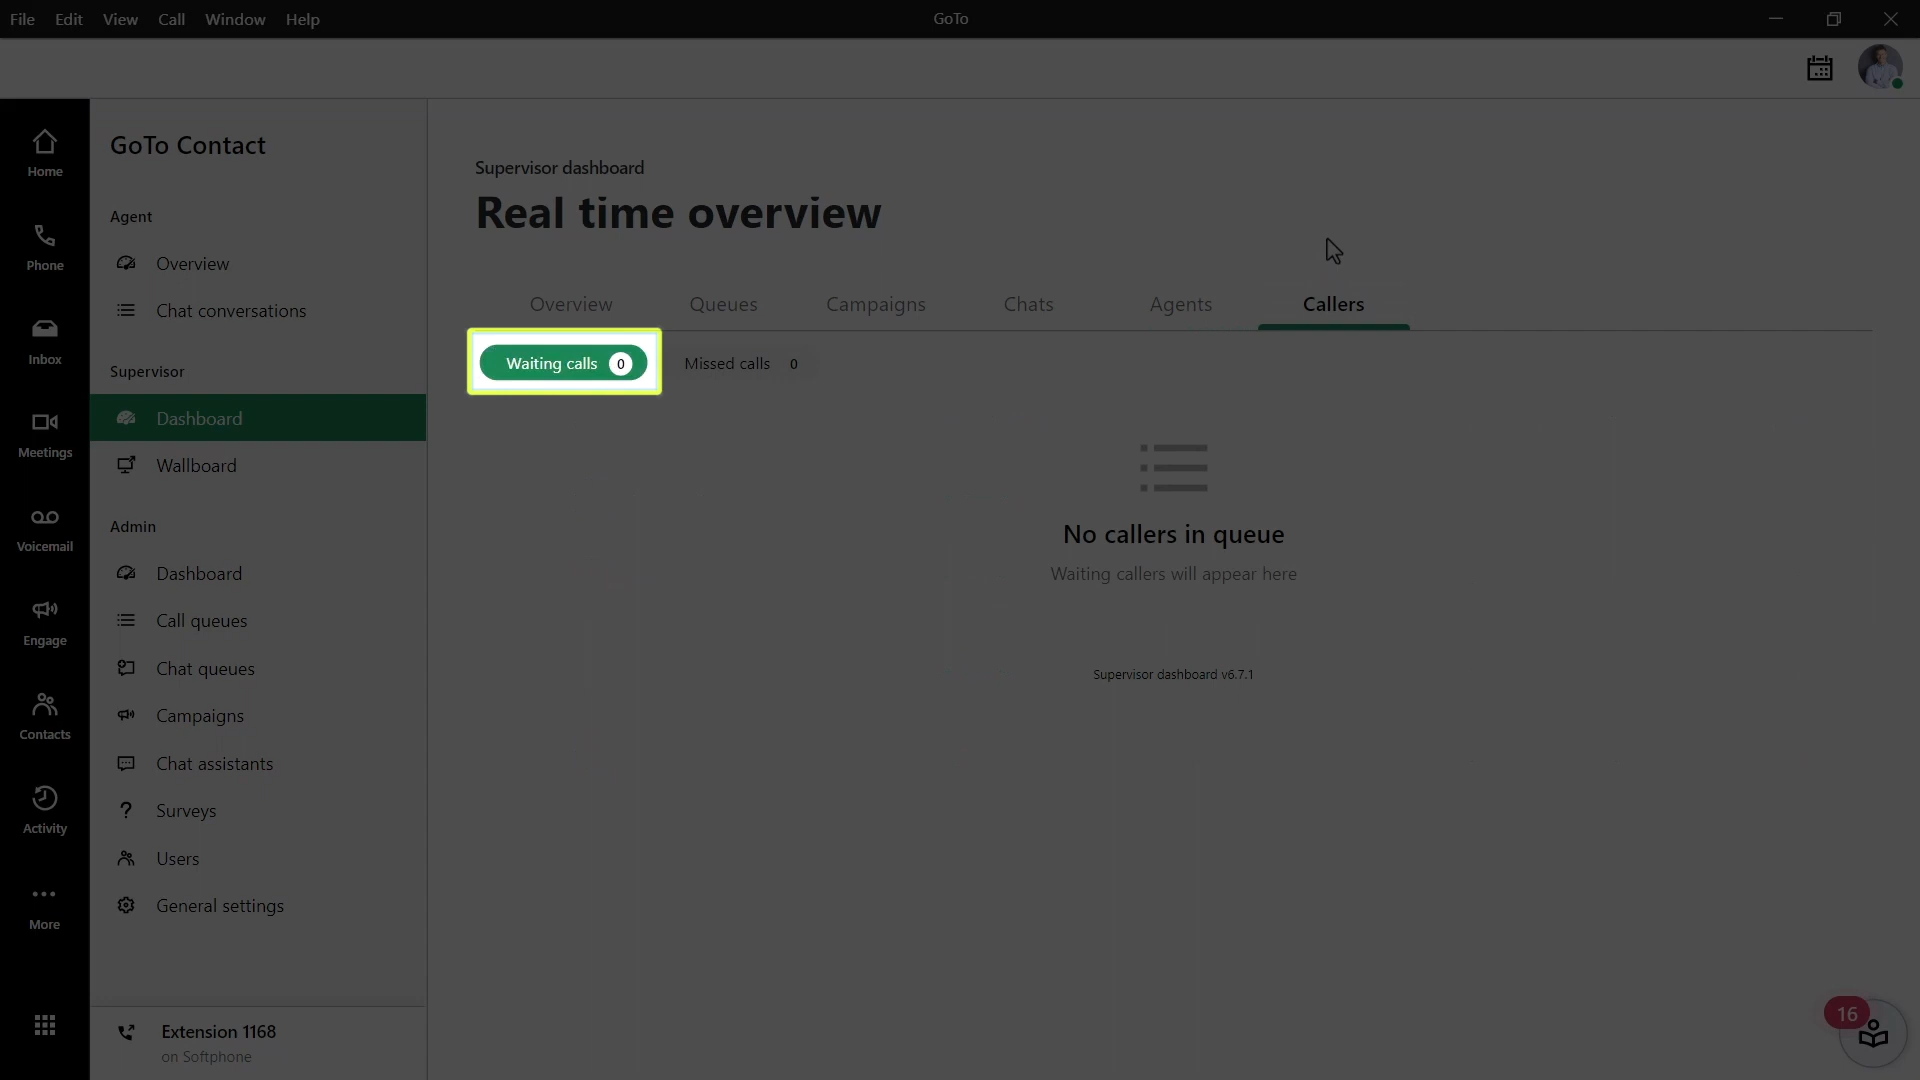 File Edit View Call Window Help
GoTo
GoTo Contact
Home
Phone
Inbox
Meetings
Voicemail
Engage
Contacts
Activity
More
Agent
Overview
Chat conversations
Supervisor
Dashboard
Wallboard
Admin
Dashboard
Call queues
Chat queues
Campaigns
Chat assistants
Surveys
Users
General settings
Extension 1168
on Softphone
Supervisor dashboard
Real time overview
Overview Queues Campaigns Chats Agents Callers
Waiting calls 0 Missed calls 0
No callers in queue
Waiting callers will appear here
Supervisor dashboard v6.7.1
16